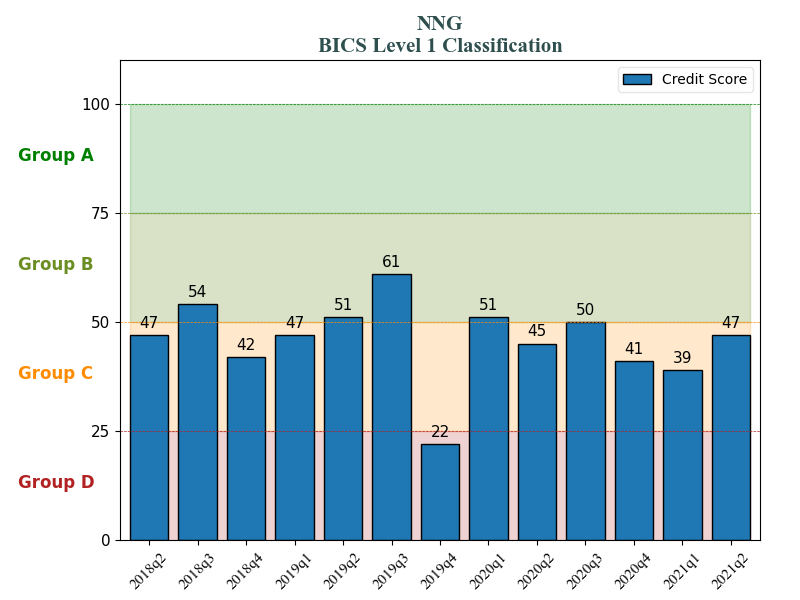 NNG
BICS Level 1 Classification
Credit Score
100
Group A
75
Group B
61
54
51
51
50
50
47
47
47
45
42
41
39
Group C
25
22
Group D
0
2018q2
2018q3
2018q4
2019q1
2019q2
2019q3
2019q4
2020q1
2020q2
2020q3
2020q4
2021q1
2021q2